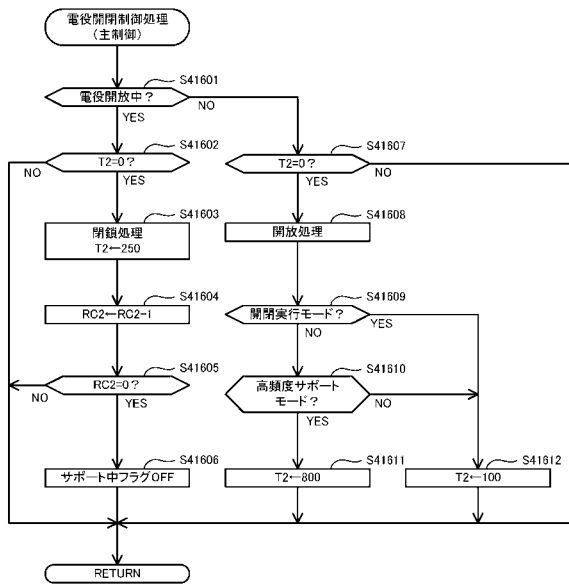 電役開閉制御処理
(主制御)
S41601
電役開放中?
NO
YES
S41602
T2=0?
NO
YES
S41603
閉鎖処理
T2←250
S41604
RC2←RC2-1
S41605
RC2=0?
NO
YES
S41606
サポート中フラグOFF
S41607
T2=0?
NO
YES
S41608
開放処理
S41609
開閉実行モード?
YES
NO
S41610
高頻度サポート
モード?
NO
YES
S41611
T2←800
S41612
T2←100
RETURN